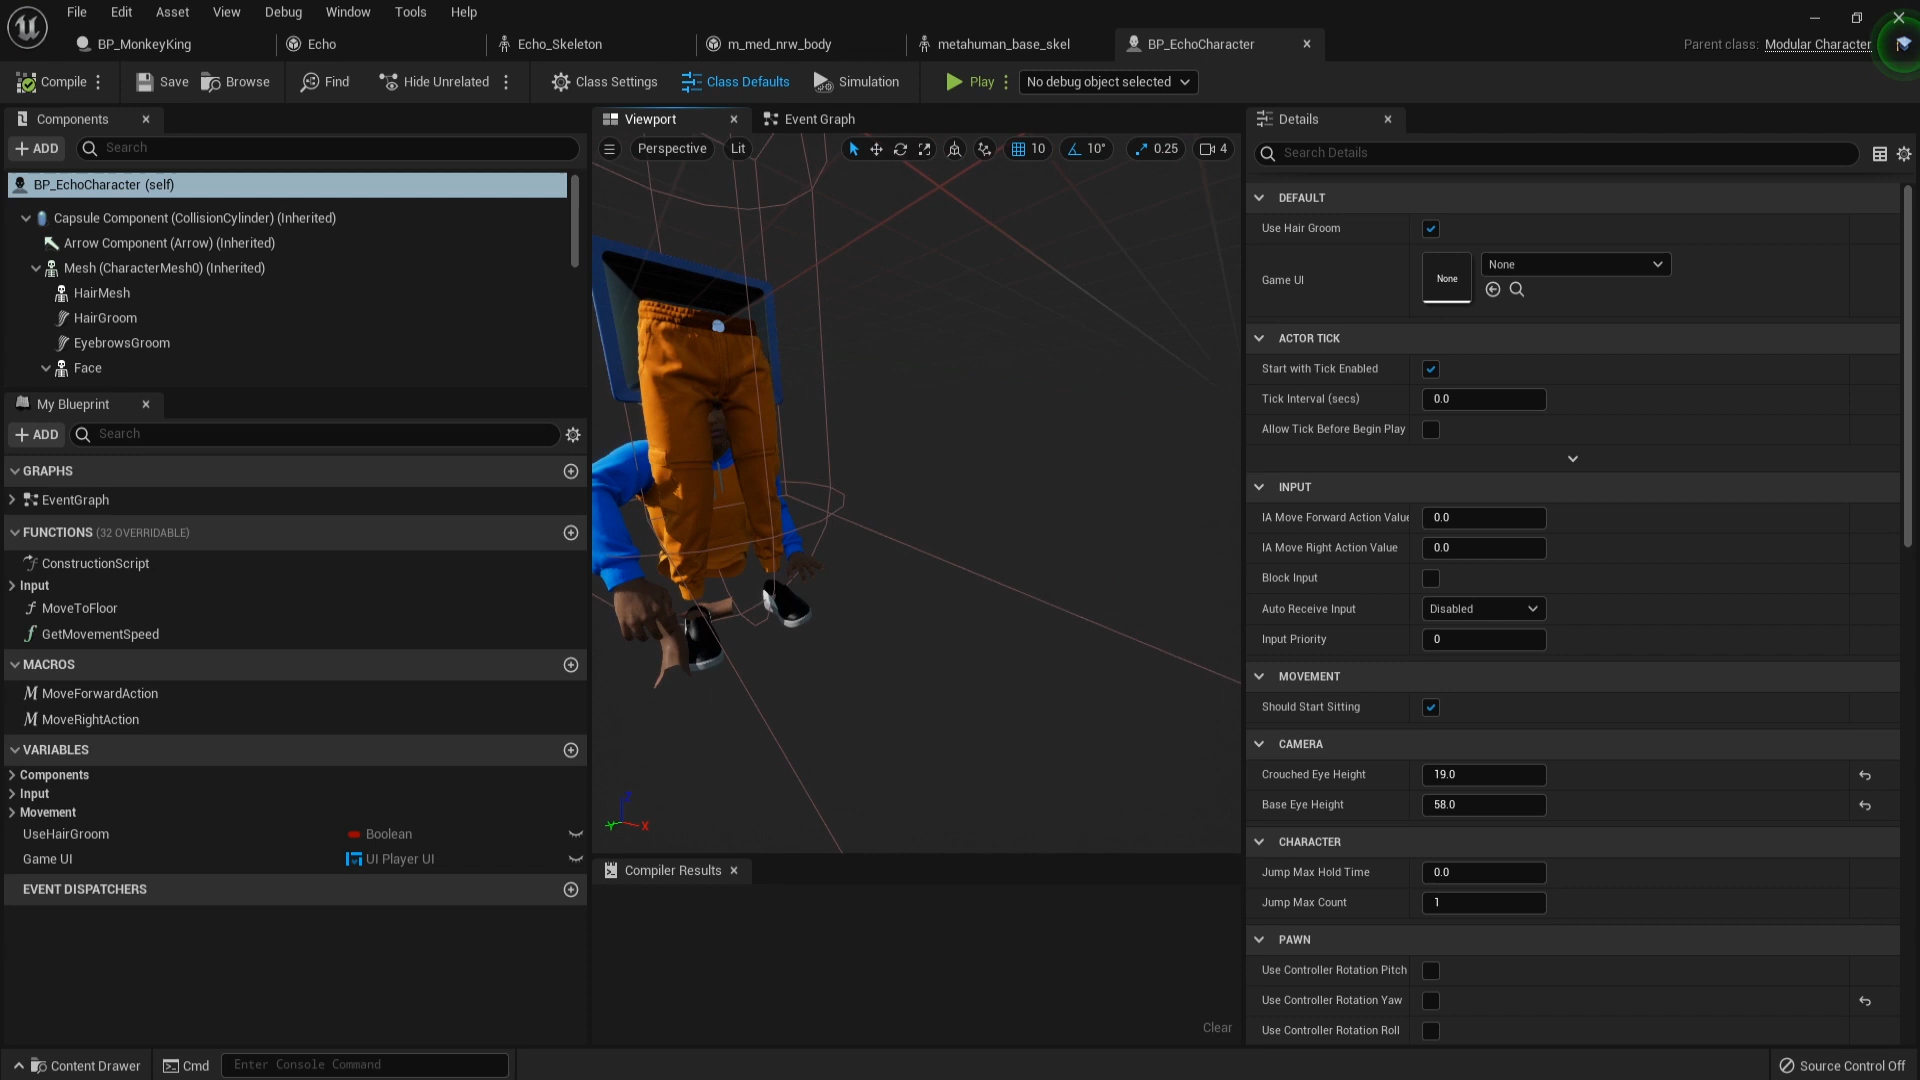 File Edit Asset View Debug Window Tools Help
BP_MonkeyKing Echo Echo_Skeleton m_med_nrw_body metahuman_base_skel BP_EchoCharacter Parent class: Modular Character
Compile Save Browse Find Hide Unrelated Class Settings Class Defaults Simulation Play No debug object selected
Components Viewport Event Graph Details
ADD Search
Perspective Lit 10 10° 0.25 4
Search Details
BP_EchoCharacter (self)
Capsule Component (CollisionCylinder) (Inherited)
Arrow Component (Arrow) (Inherited)
Mesh (CharacterMesh0) (Inherited)
HairMesh
HairGroom
EyebrowsGroom
Face
My Blueprint
ADD Search
GRAPHS
EventGraph
FUNCTIONS (32 OVERRIDABLE)
ConstructionScript
Input
MoveToFloor
GetMovementSpeed
MACROS
MoveForwardAction
MoveRightAction
VARIABLES
Components
Input
Movement
UseHairGroom Boolean
Game UI UI Player UI
EVENT DISPATCHERS
X
Compiler Results
Clear
DEFAULT
Use Hair Groom
Game UI None None
ACTOR TICK
Start with Tick Enabled
Tick Interval (secs) 0.0
Allow Tick Before Begin Play
INPUT
IA Move Forward Action Value 0.0
IA Move Right Action Value 0.0
Block Input
Auto Receive Input Disabled
Input Priority 0
MOVEMENT
Should Start Sitting
CAMERA
Crouched Eye Height 19.0
Base Eye Height 58.0
CHARACTER
Jump Max Hold Time 0.0
Jump Max Count 1
PAWN
Use Controller Rotation Pitch
Use Controller Rotation Yaw
Use Controller Rotation Roll
Content Drawer Cmd Enter Console Command Source Control Off